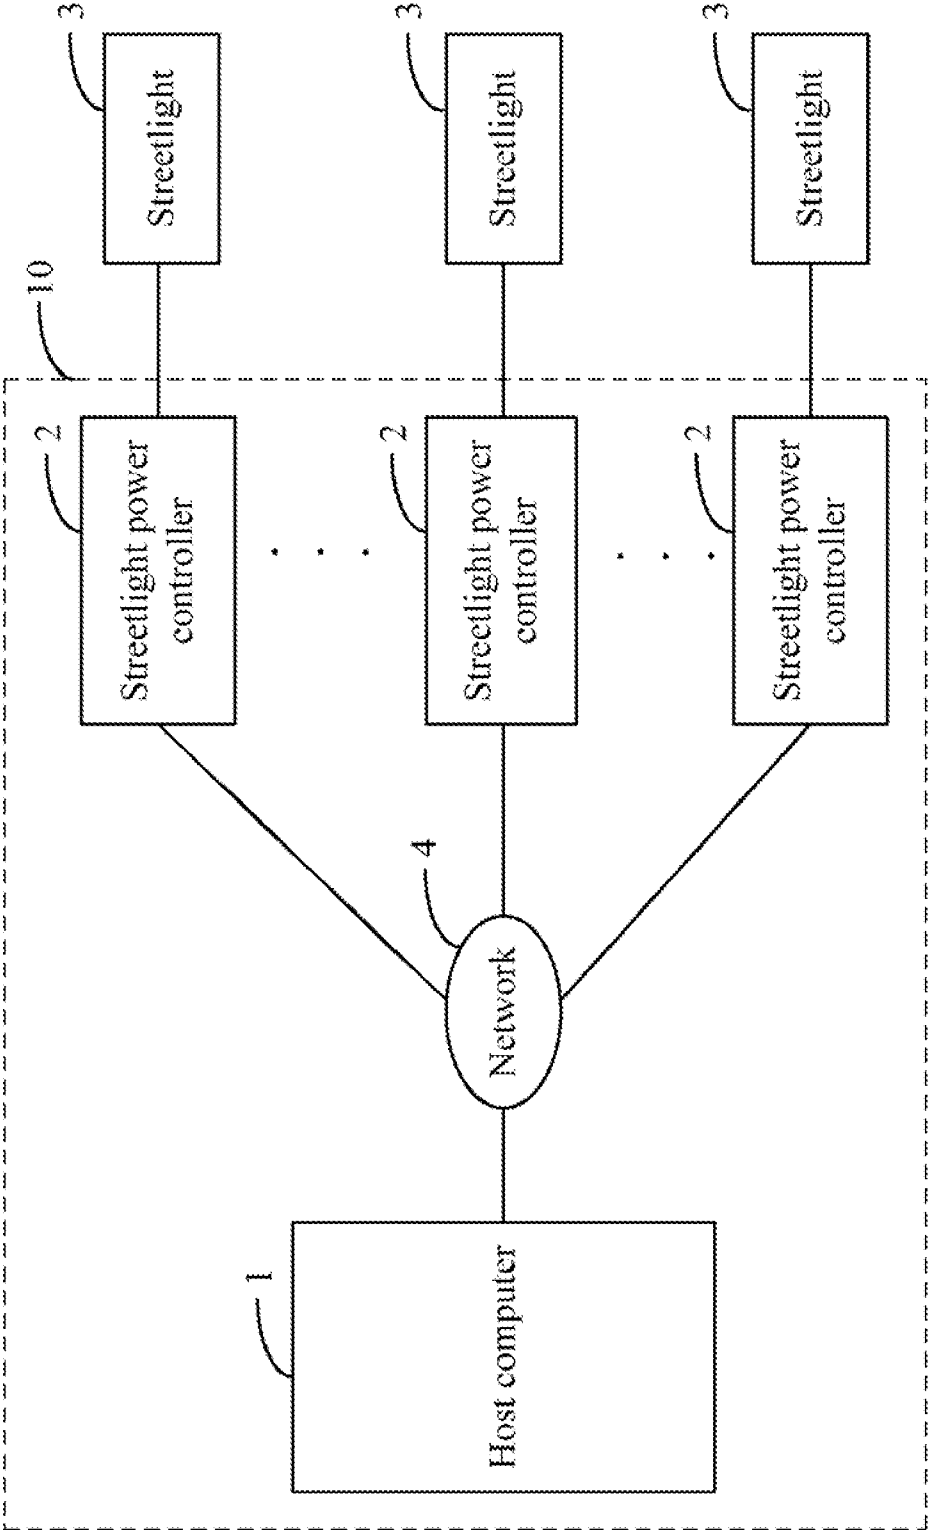 10
1
Host computer
4
Network
2
Streetlight power
controller
3
Streetlight
2
Streetlight power
controller
3
Streetlight
2
Streetlight power
controller
3
Streetlight